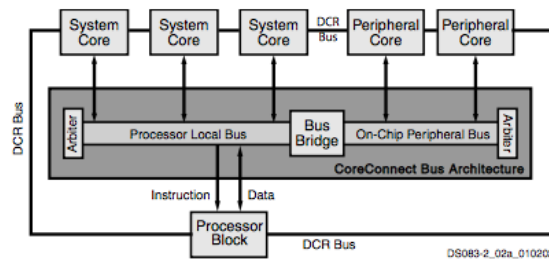 System
Core
System
Core
System
Core
DCR
Bus
Peripheral
Core
Peripheral
Core
DCR Bus
Arbiter
Processor Local Bus
Bus
Bridge
On-Chip Peripheral Bus
Arbiter
CoreConnect Bus Architecture
Instruction
Data
Processor
Block
DCR Bus